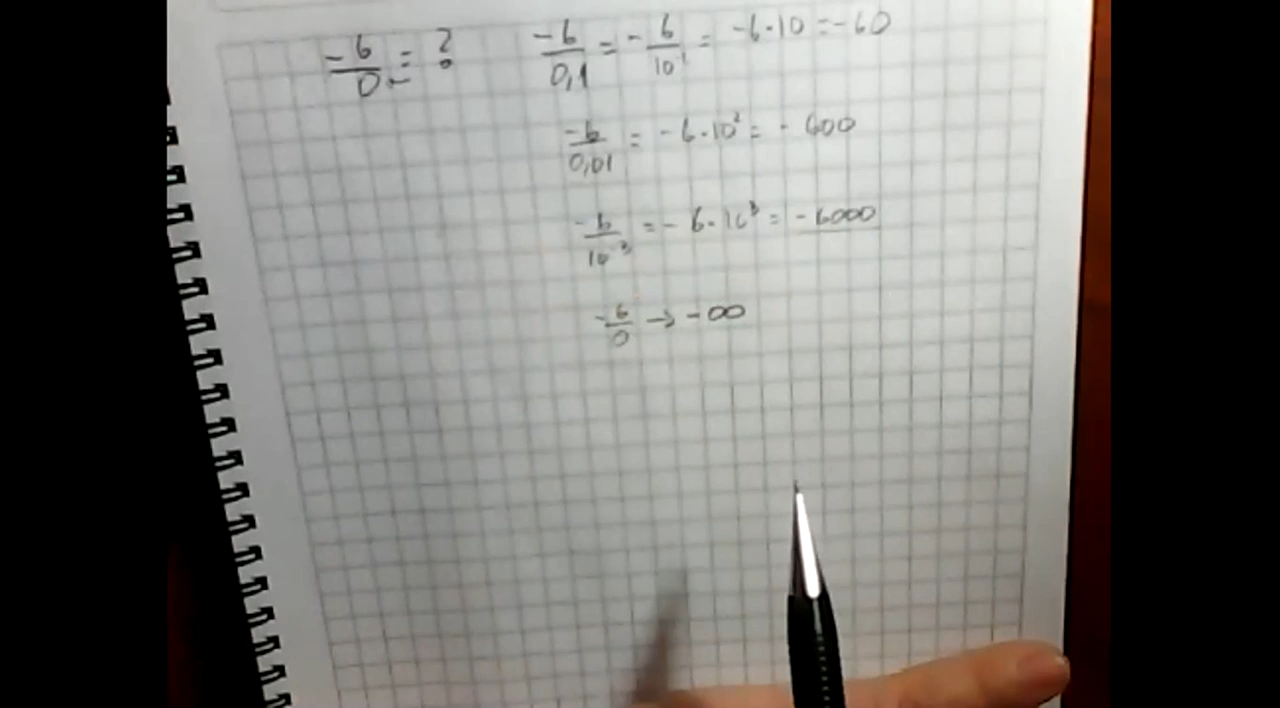 -6/0 = ? -6/0,1 = -6/10⁻¹ = -6·10 = -60
-6/0,01 = -6·10² = -600
-6/10⁻³ = -6·10³ = -6000
-6/0 → -∞